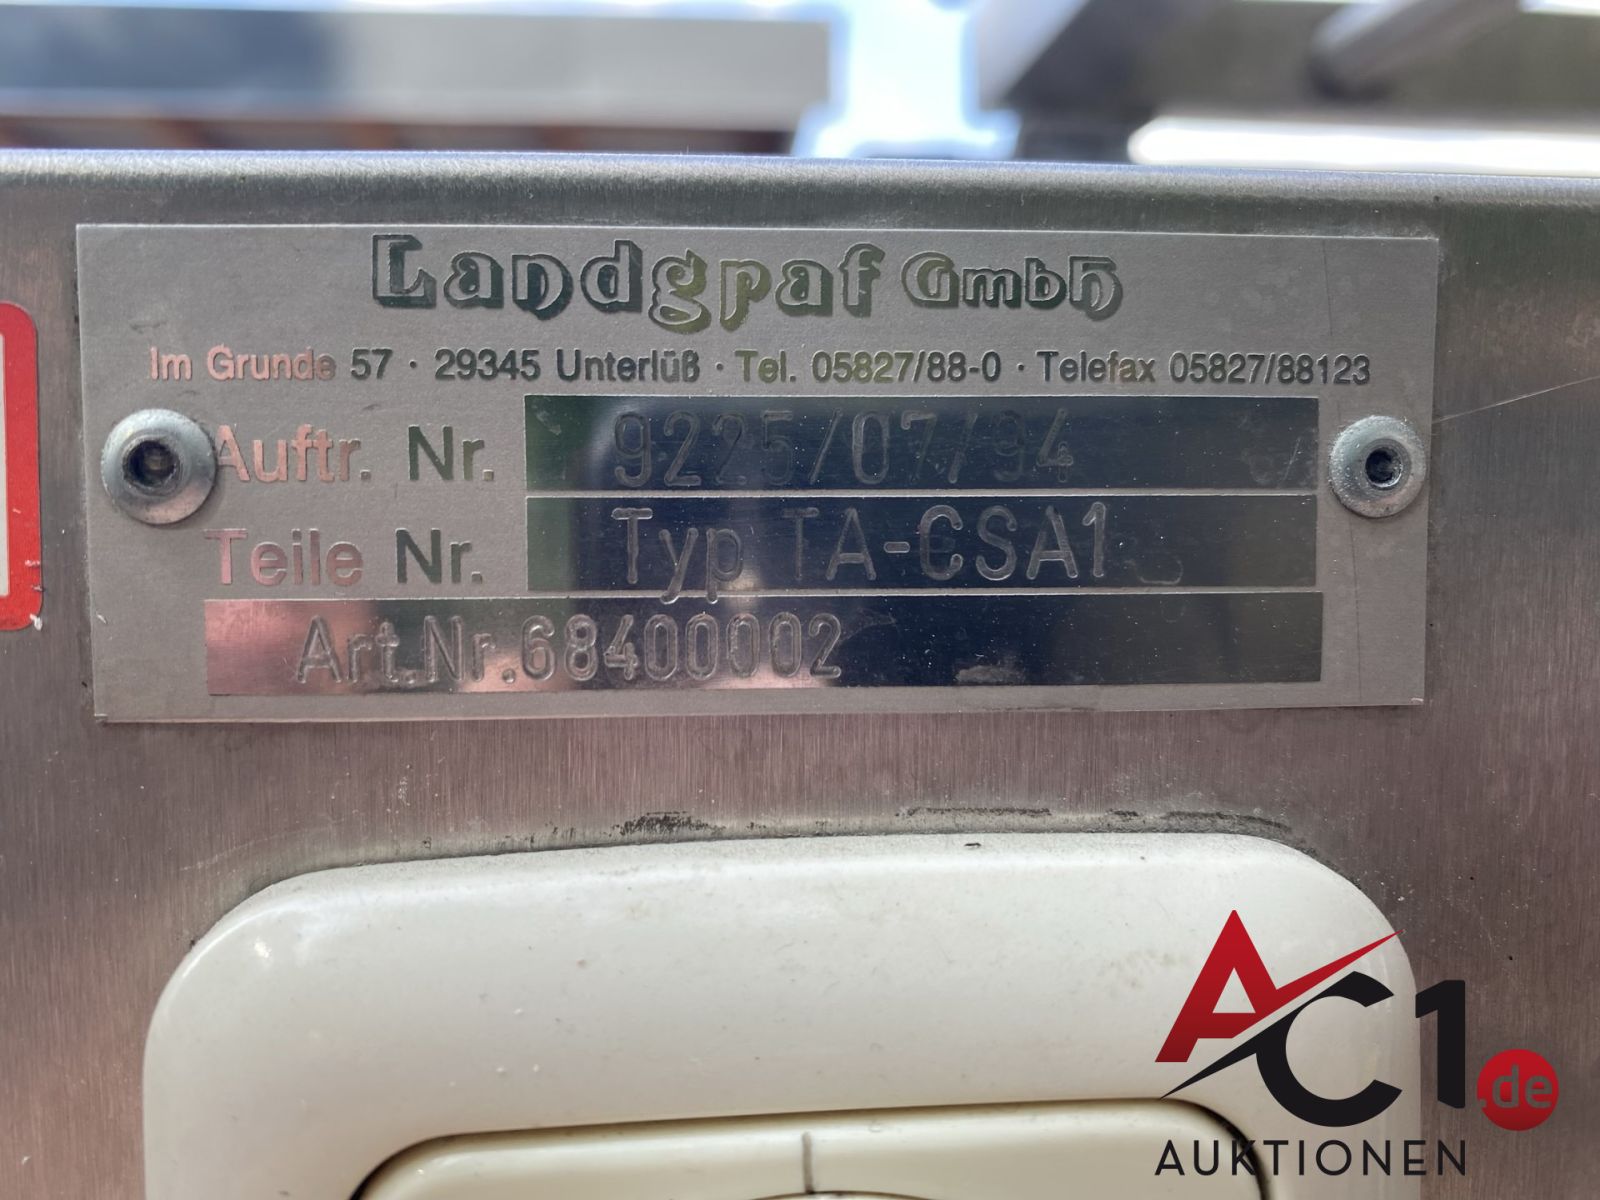 Landgraf GmbH
Im Grunde 57 · 29345 Unterlüß · Tel. 05827/88-0 · Telefax 05827/88123
Auftr. Nr. 9225/07/94
Teile Nr. Typ TA-CSA1
Art.Nr.68400002
AC1.de
AUKTIONEN